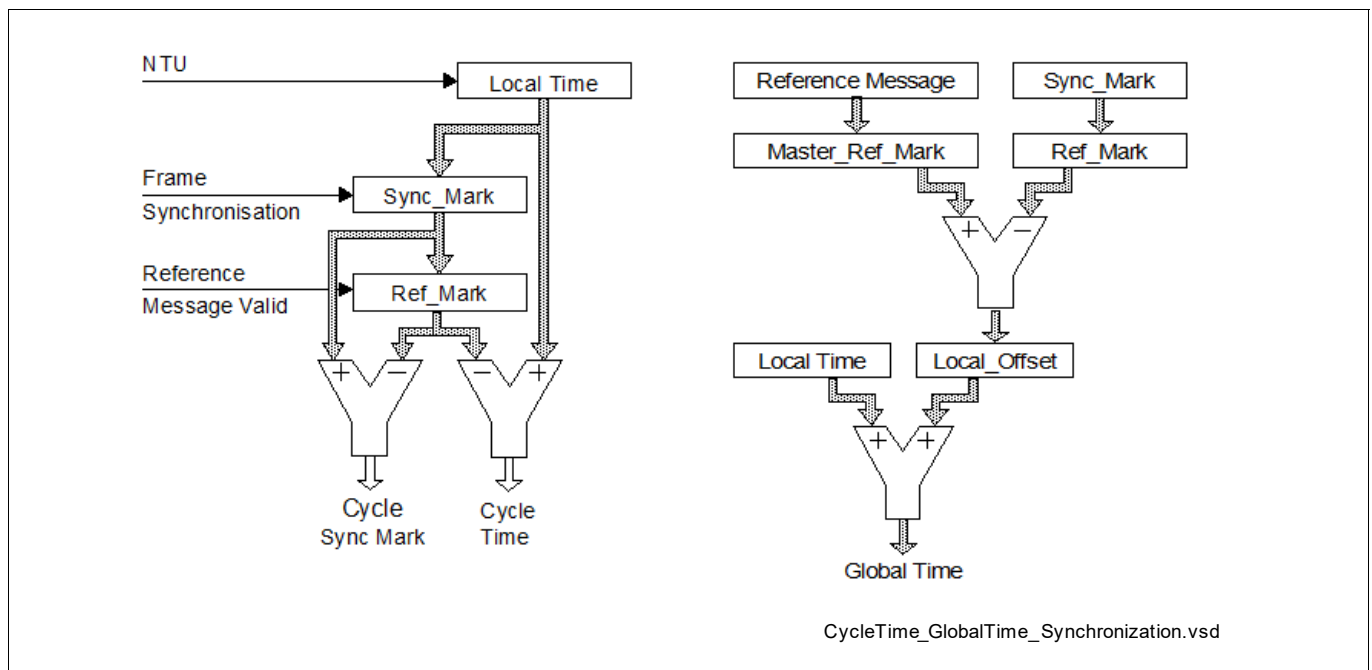 NTU
Local Time
Frame
Synchronisation
Sync_Mark
Reference
Message Valid
Ref_Mark
+
−
−
+
Cycle
Sync Mark
Cycle
Time
Reference Message
Sync_Mark
Master_Ref_Mark
Ref_Mark
+
−
Local Time
Local_Offset
+
+
Global Time
CycleTime_GlobalTime_Synchronization.vsd